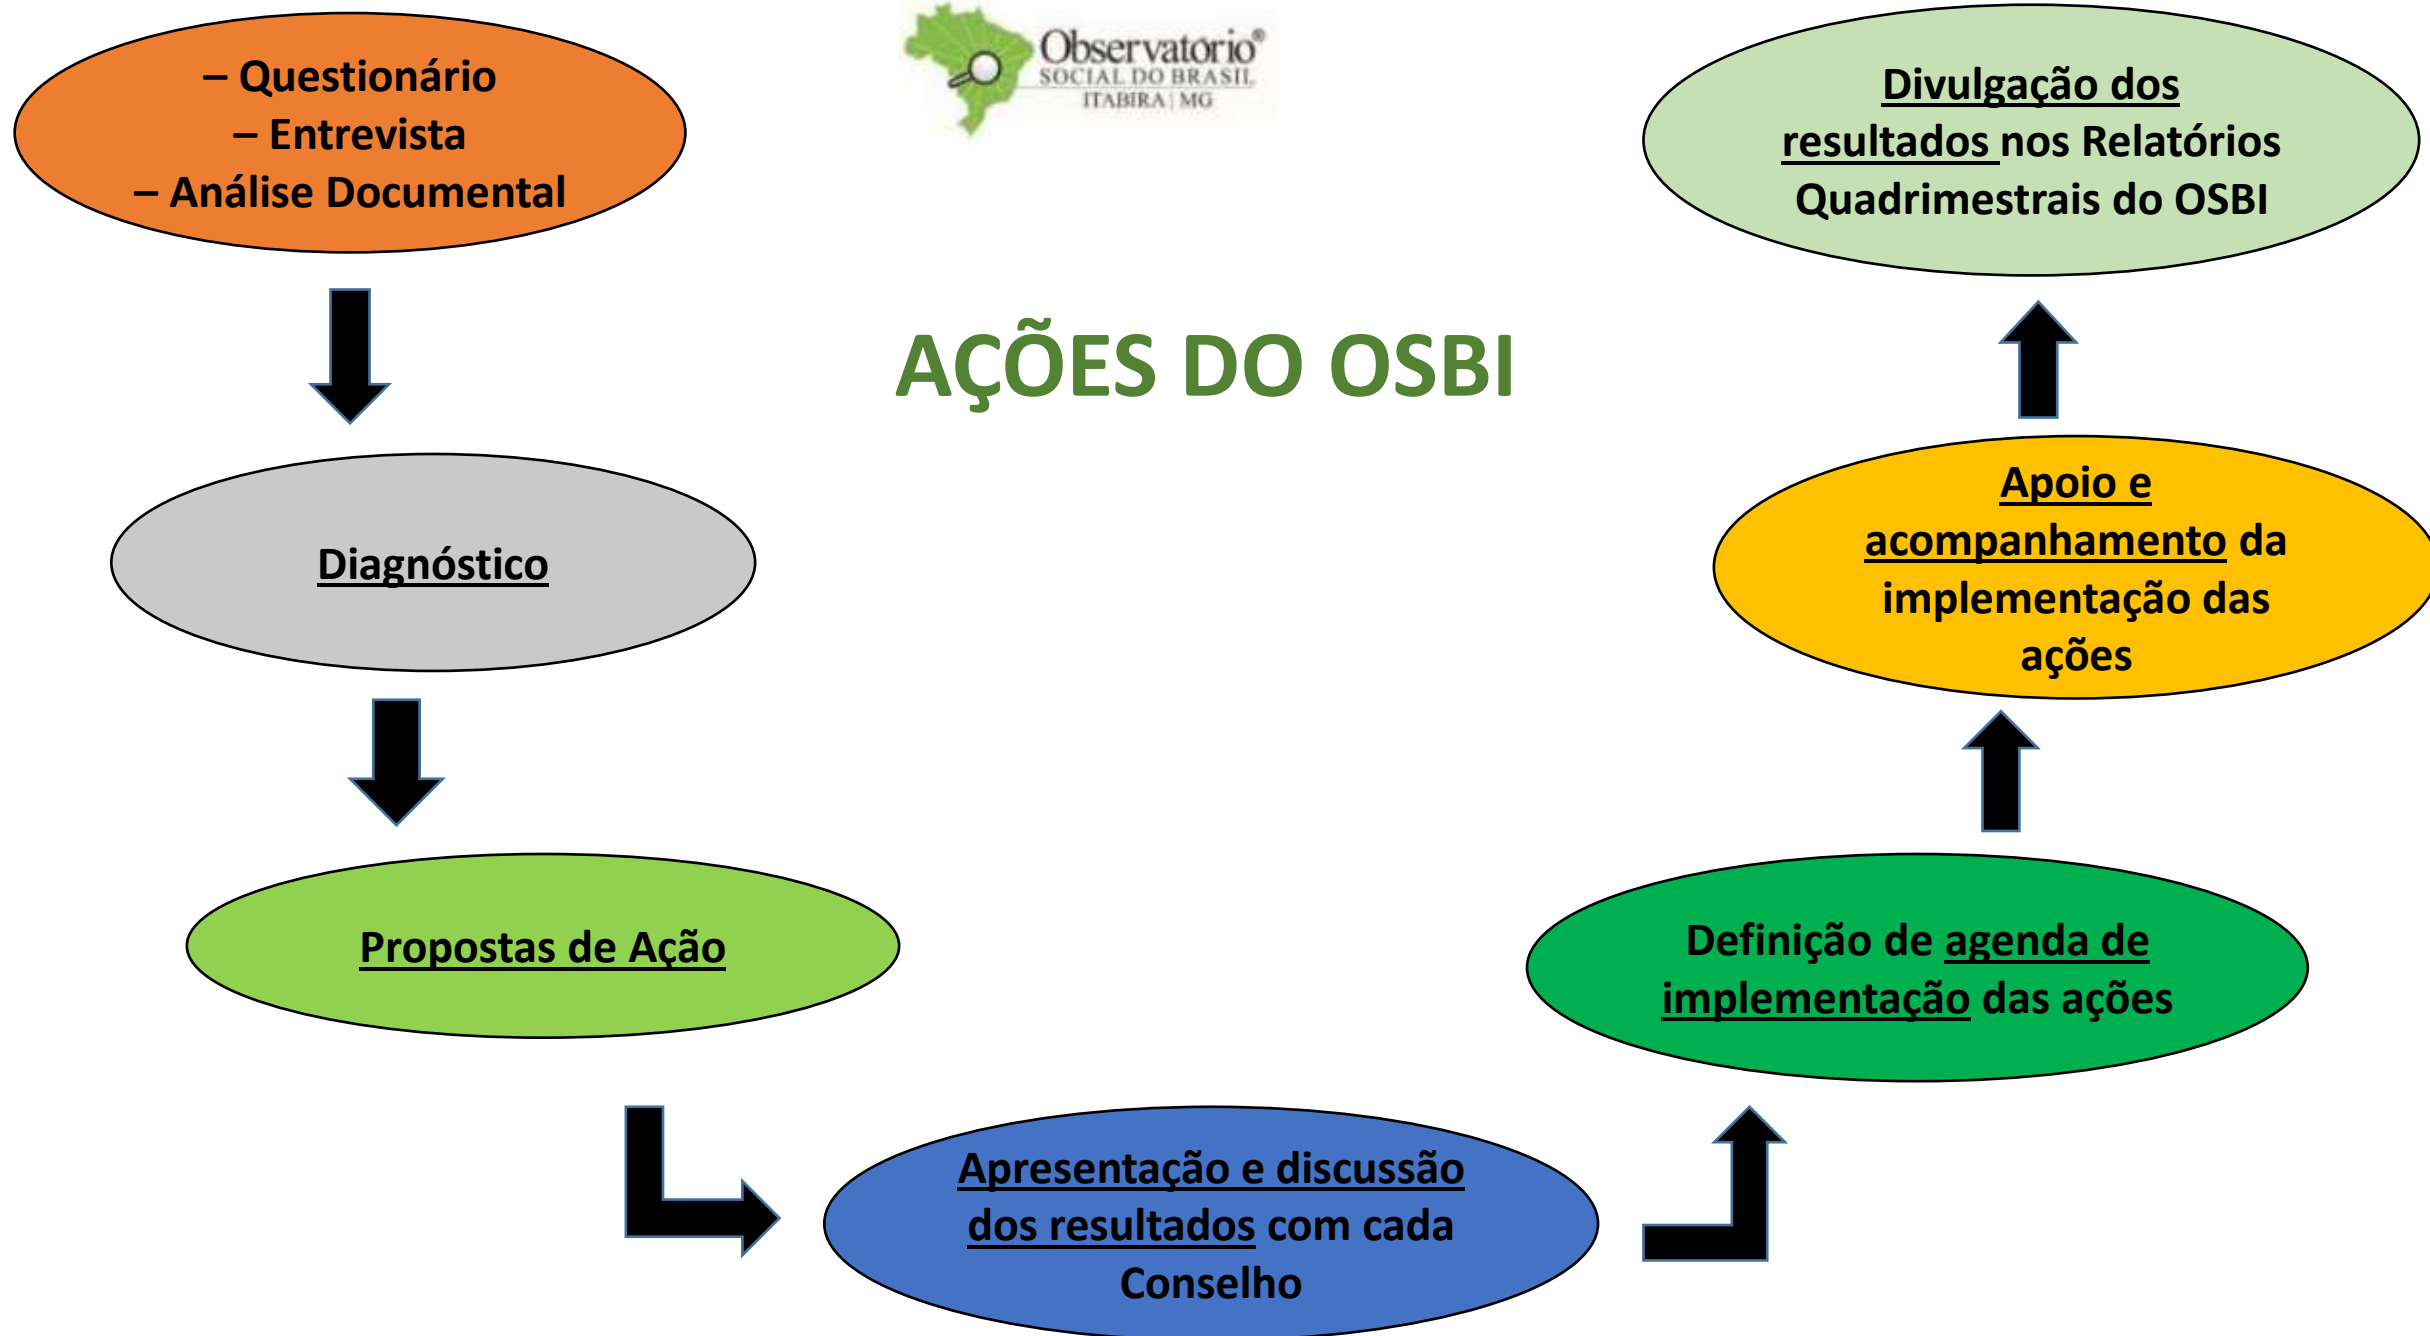 – Questionário
– Entrevista
– Análise Documental
Observatório®
SOCIAL DO BRASIL
ITABIRA | MG
Divulgação dos
resultados nos Relatórios
Quadrimestrais do OSBI
AÇÕES DO OSBI
Diagnóstico
Apoio e
acompanhamento da
implementação das
ações
Propostas de Ação
Definição de agenda de
implementação das ações
Apresentação e discussão
dos resultados com cada
Conselho